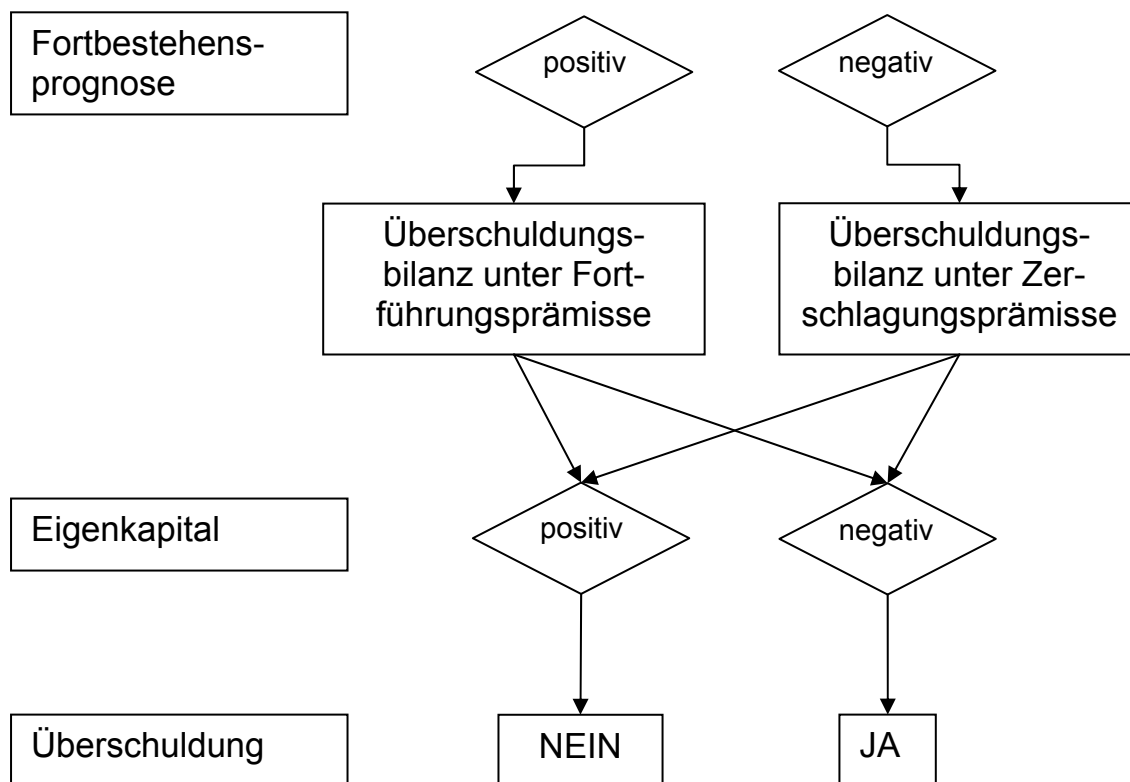 Fortbestehens-
prognose
positiv
negativ
Überschuldungs-
bilanz unter Fort-
führungsprämisse
Überschuldungs-
bilanz unter Zer-
schlagungsprämisse
Eigenkapital
positiv
negativ
Überschuldung
NEIN
JA